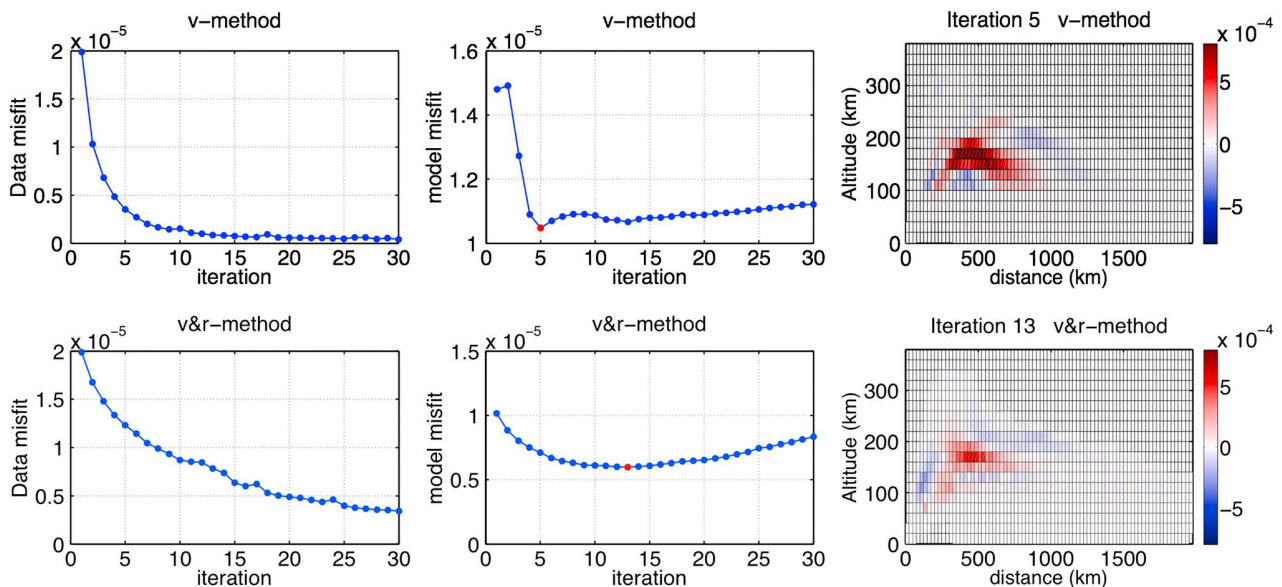 v−method
x 10⁻⁵
2
1.5
1
0.5
0
Data misfit
0 5 10 15 20 25 30
iteration
v−method
x 10⁻⁵
1.6
1.4
1.2
1
model misfit
0 5 10 15 20 25 30
iteration
Iteration 5 v−method
x 10⁻⁴
300
200
100
0
Altitude (km)
0 500 1000 1500
distance (km)
5
0
−5
v&r−method
x 10⁻⁵
2
1.5
1
0.5
0
Data misfit
0 5 10 15 20 25 30
iteration
v&r−method
x 10⁻⁵
1.5
1
0.5
0
model misfit
0 5 10 15 20 25 30
iteration
Iteration 13 v&r−method
x 10⁻⁴
300
200
100
0
Altitude (km)
0 500 1000 1500
distance (km)
5
0
−5